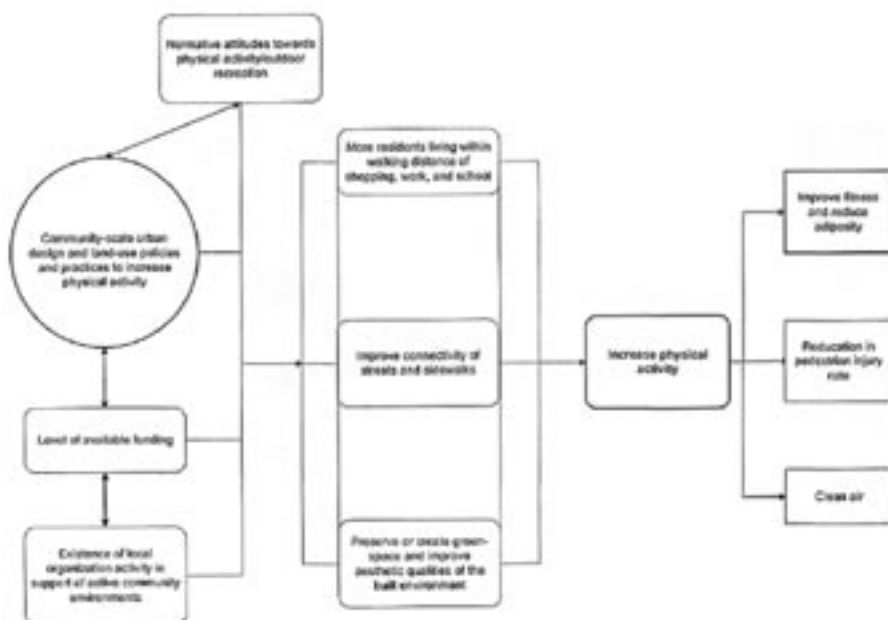 Normative attitudes towards
physical activity/outdoor
recreation
More residents living within
walking distance of
shopping, work, and school
Improve fitness
and reduce
adiposity
Community-scale urban
design and land-use policies
and practices to increase
physical activity
Improve connectivity of
streets and sidewalks
Increase physical
activity
Reducation in
pedestrian injury
rate
Level of available funding
Clean air
Existence of local
organization activity in
support of active community
environments
Preserve or create green-
space and improve
aesthetic qualities of the
built environment